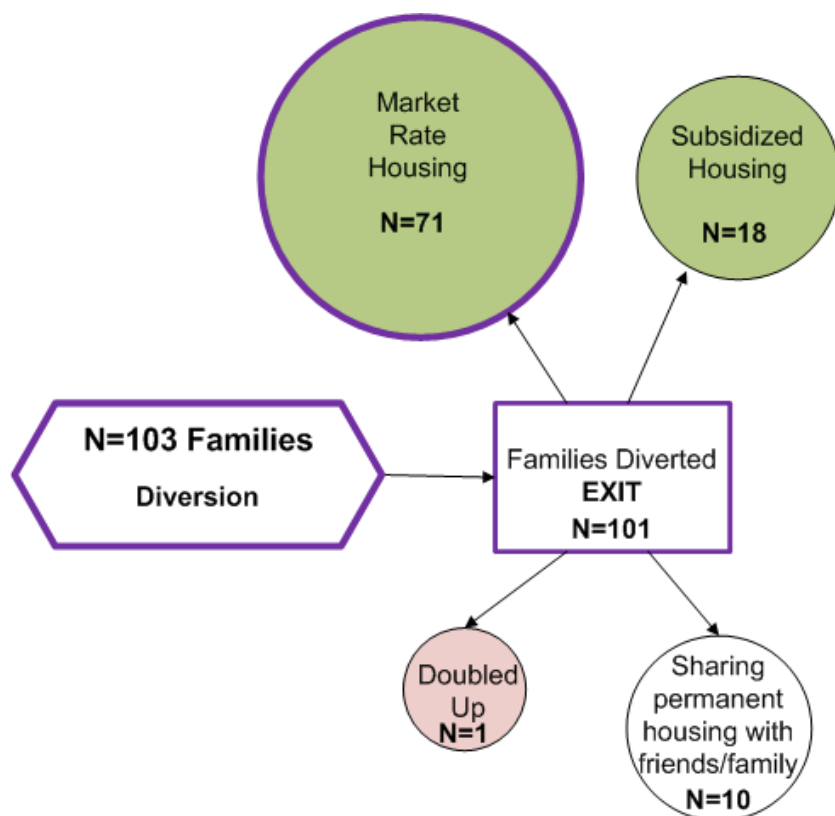 Market
Rate
Housing
N=71
Subsidized
Housing
N=18
N=103 Families
Diversion
Families Diverted
EXIT
N=101
Doubled
Up
N=1
Sharing
permanent
housing with
friends/family
N=10